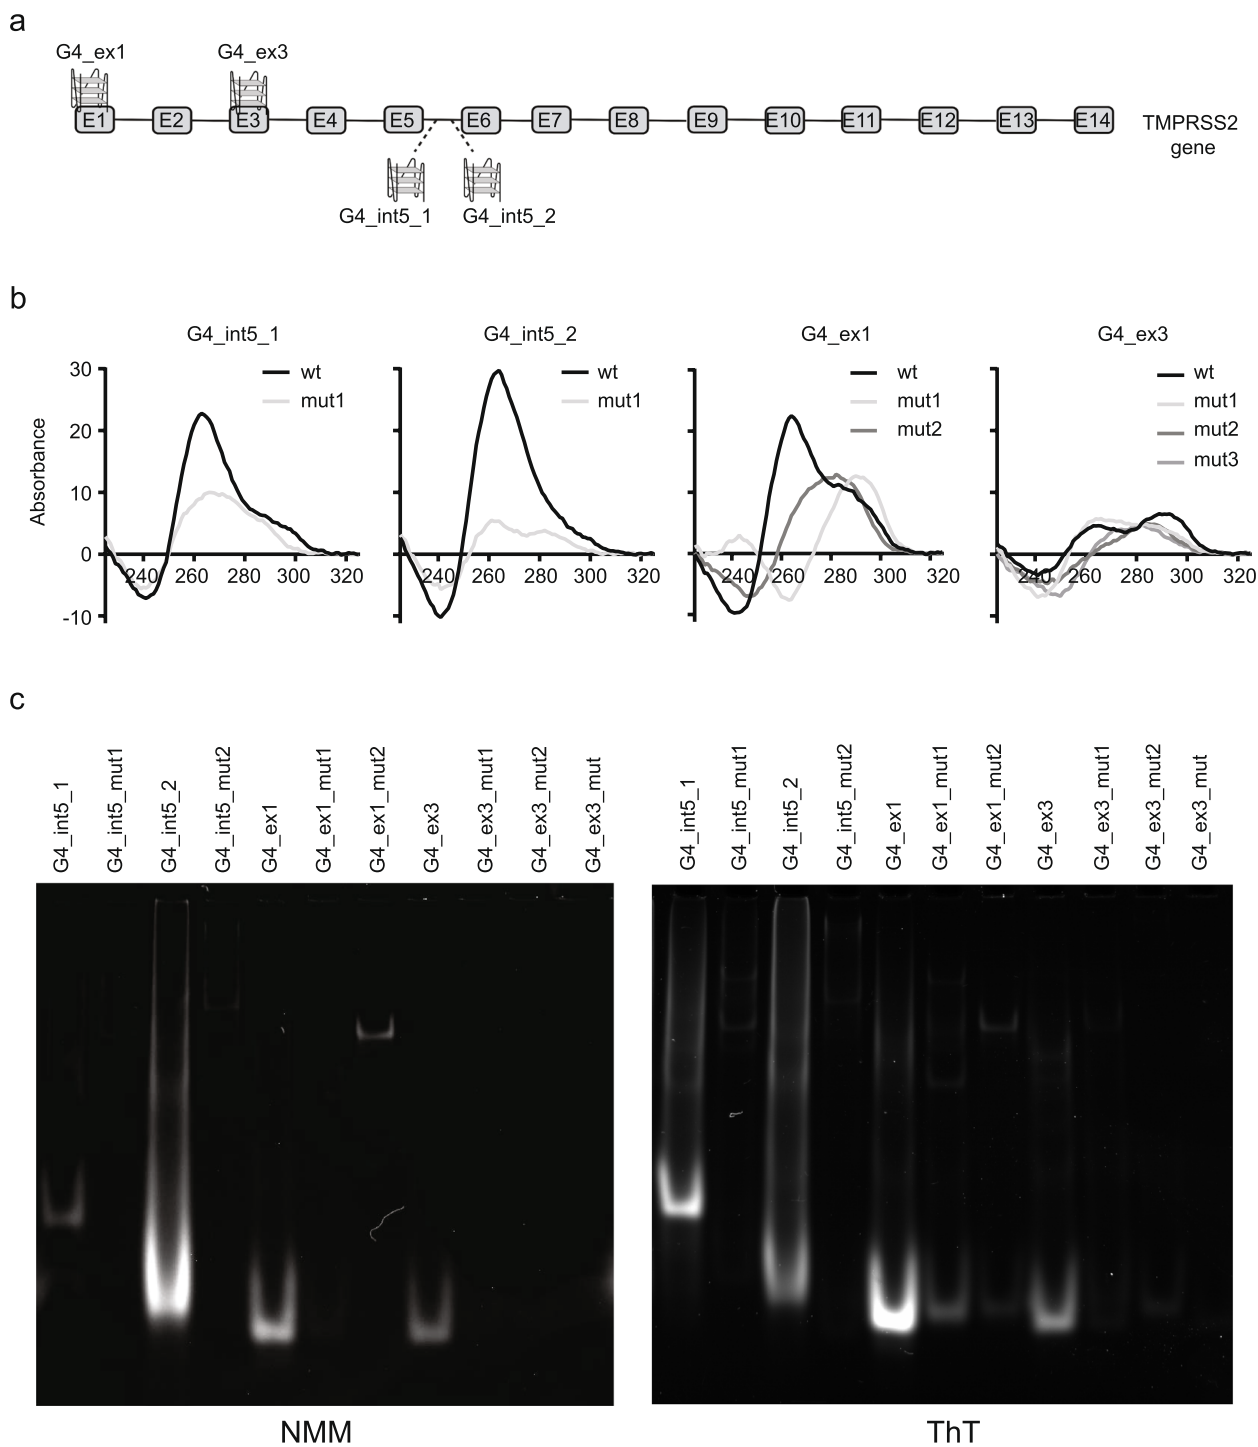 a
G4_ex1
G4_ex3
E1
E2
E3
E4
E5
E6
E7
E8
E9
E10
E11
E12
E13
E14
TMPRSS2
gene
G4_int5_1
G4_int5_2
b
G4_int5_1
G4_int5_2
G4_ex1
G4_ex3
Absorbance
30
20
10
0
-10
wt
mut1
240
260
280
300
320
wt
mut1
240
260
280
300
320
wt
mut1
mut2
240
260
280
300
320
wt
mut1
mut2
mut3
240
260
280
300
320
c
G4_int5_1
G4_int5_mut1
G4_int5_2
G4_int5_mut2
G4_ex1
G4_ex1_mut1
G4_ex1_mut2
G4_ex3
G4_ex3_mut1
G4_ex3_mut2
G4_ex3_mut
G4_int5_1
G4_int5_mut1
G4_int5_2
G4_int5_mut2
G4_ex1
G4_ex1_mut1
G4_ex1_mut2
G4_ex3
G4_ex3_mut1
G4_ex3_mut2
G4_ex3_mut
NMM
ThT